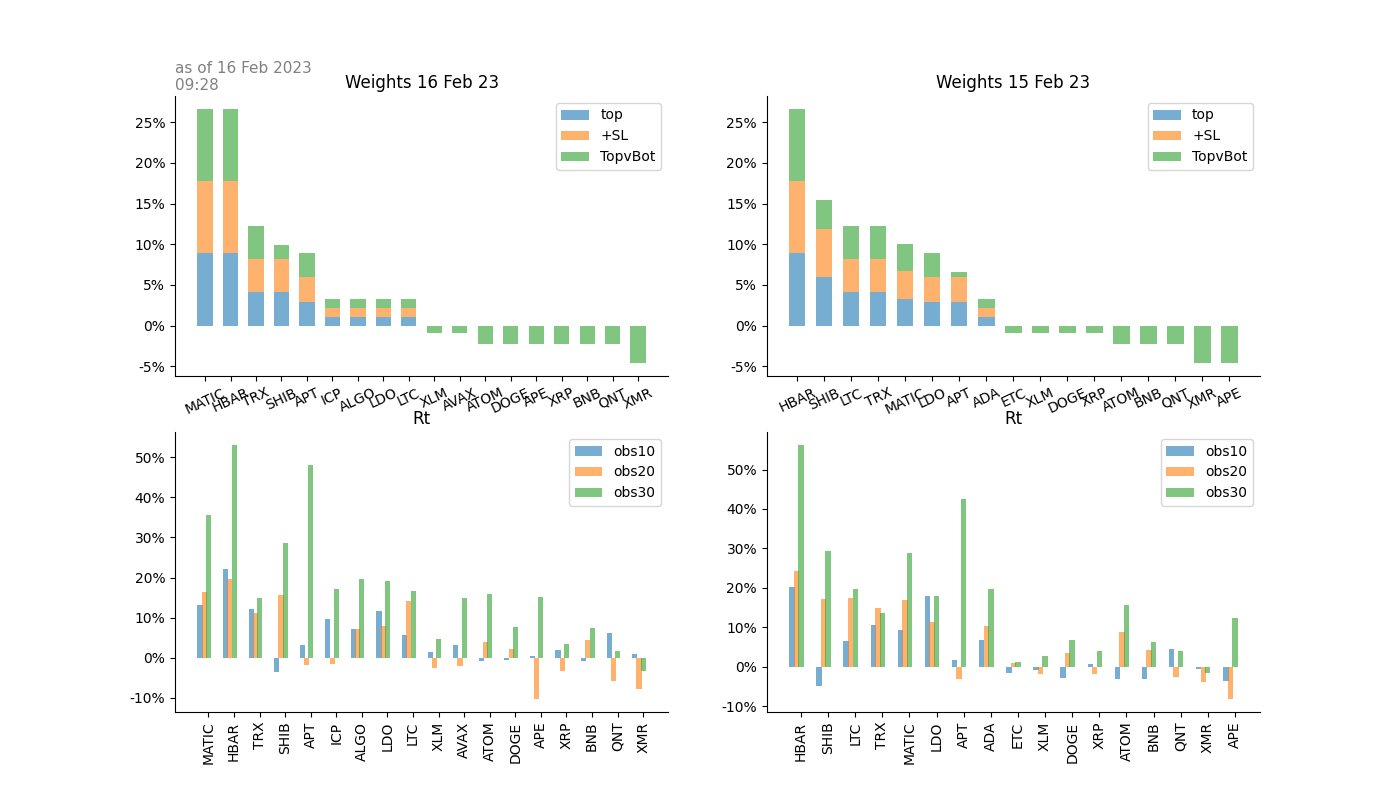 as of 16 Feb 2023
09:28
Weights 16 Feb 23
25%
20%
15%
10%
5%
0%
-5%
top
+SL
TopvBot
MATIC HBAR TRX SHIB APT ICP ALGO LDO LTC XLM AVAX ATOM DOGE APE XRP BNB QNT XMR
Weights 15 Feb 23
25%
20%
15%
10%
5%
0%
-5%
top
+SL
TopvBot
HBAR SHIB LTC TRX MATIC LDO APT ADA ETC XLM DOGE XRP ATOM BNB QNT XMR APE
Rt
50%
40%
30%
20%
10%
0%
-10%
obs10
obs20
obs30
MATIC HBAR TRX SHIB APT ICP ALGO LDO LTC XLM AVAX ATOM DOGE APE XRP BNB QNT XMR
Rt
50%
40%
30%
20%
10%
0%
-10%
obs10
obs20
obs30
HBAR SHIB LTC TRX MATIC LDO APT ADA ETC XLM DOGE XRP ATOM BNB QNT XMR APE